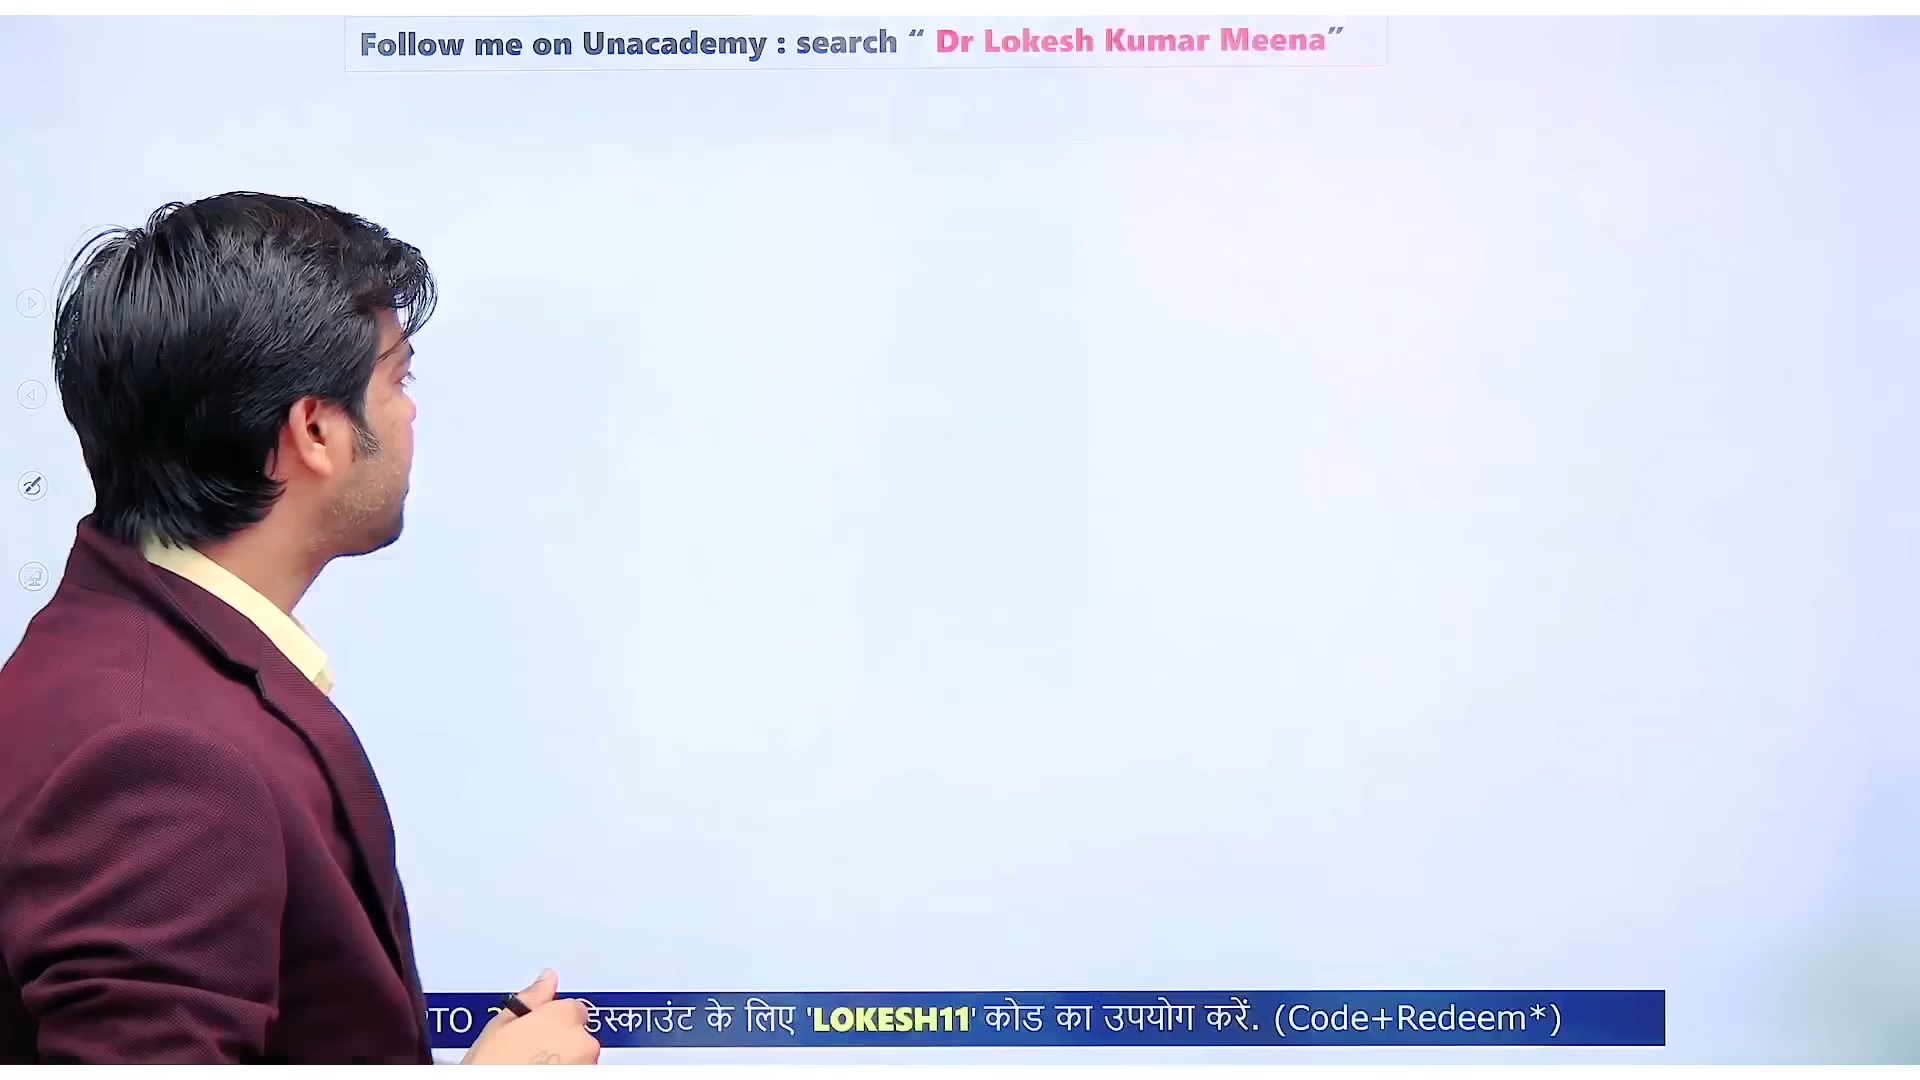 Follow me on Unacademy : search “ Dr Lokesh Kumar Meena”
TO डिस्काउंट के लिए 'LOKESH11' कोड का उपयोग करें. (Code+Redeem*)